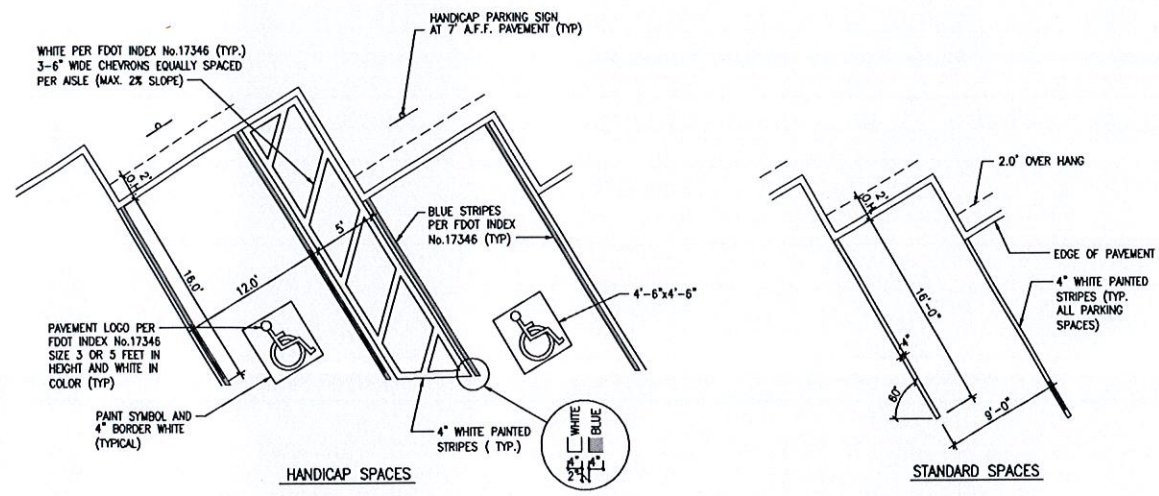 HANDICAP PARKING SIGN
AT 7' A.F.F. PAVEMENT (TYP)
WHITE PER FDOT INDEX No.17346 (TYP.)
3-6" WIDE CHEVRONS EQUALLY SPACED
PER AISLE (MAX. 2% SLOPE)
2'
O.H.
5'
BLUE STRIPES
PER FDOT INDEX
No.17346 (TYP)
16.0'
12.0'
4'-6"x4'-6"
PAVEMENT LOGO PER
FDOT INDEX No.17346
SIZE 3 OR 5 FEET IN
HEIGHT AND WHITE IN
COLOR (TYP)
PAINT SYMBOL AND
4" BORDER WHITE
(TYPICAL)
4" WHITE PAINTED
STRIPES ( TYP.)
WHITE
BLUE
4"
4"
2"
HANDICAP SPACES
2.0' OVER HANG
2'
O.H.
EDGE OF PAVEMENT
4" WHITE PAINTED
STRIPES (TYP.
ALL PARKING
SPACES)
16'-0"
4"
60°
9'-0"
STANDARD SPACES